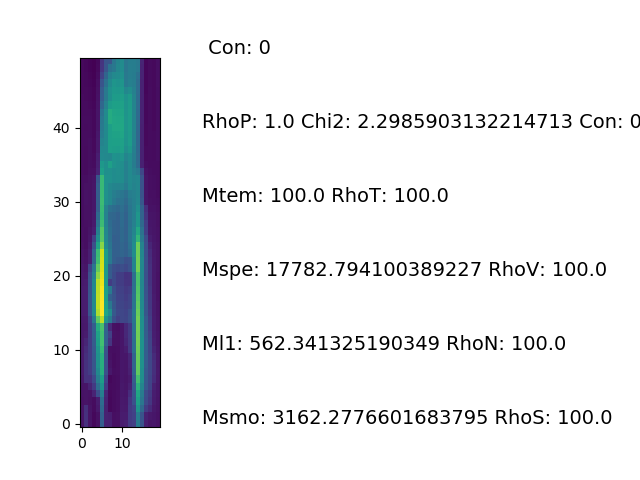 Con: 0
RhoP: 1.0 Chi2: 2.2985903132214713 Con: 0
Mtem: 100.0 RhoT: 100.0
Mspe: 17782.794100389227 RhoV: 100.0
Ml1: 562.341325190349 RhoN: 100.0
Msmo: 3162.2776601683795 RhoS: 100.0
40
30
20
10
0
0 10